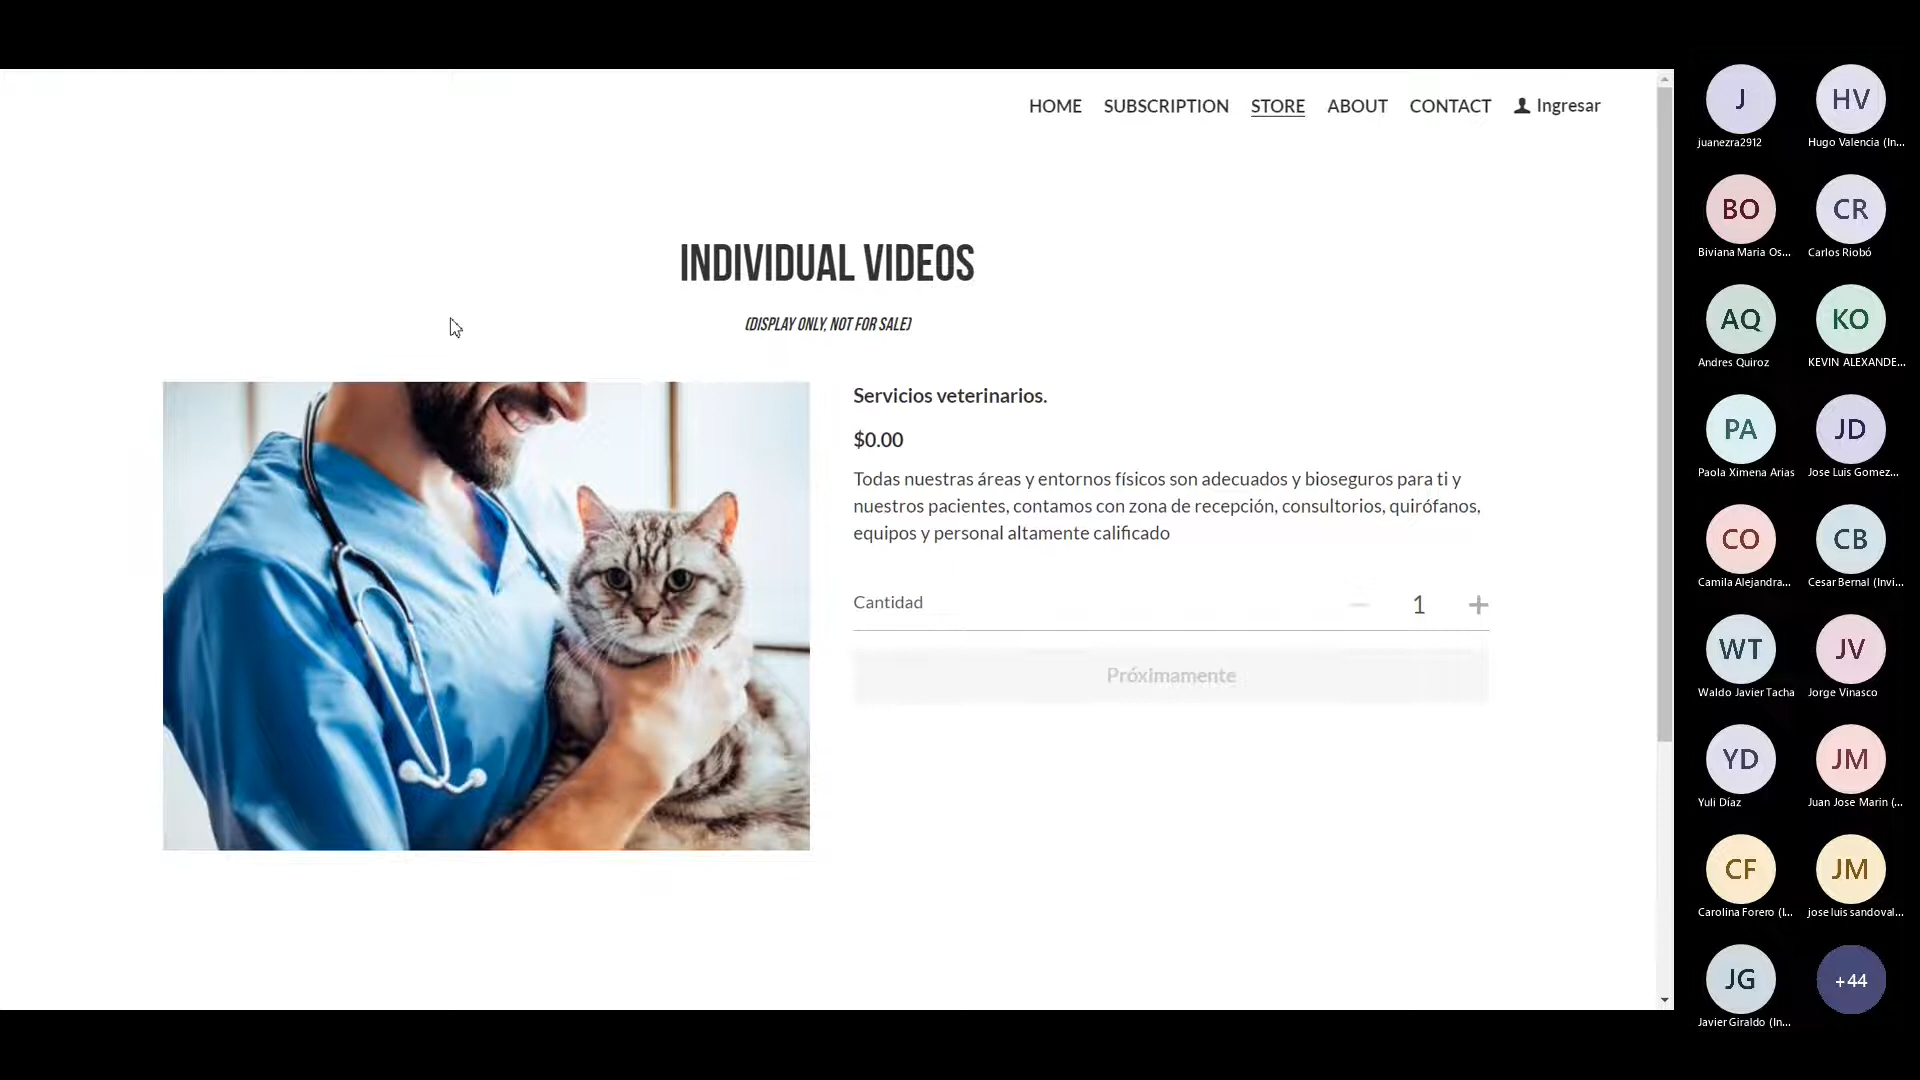 HOME SUBSCRIPTION STORE ABOUT CONTACT Ingresar
INDIVIDUAL VIDEOS
(DISPLAY ONLY, NOT FOR SALE)
Servicios veterinarios.
$0.00
Todas nuestras áreas y entornos físicos son adecuados y bioseguros para ti y
nuestros pacientes, contamos con zona de recepción, consultorios, quirófanos,
equipos y personal altamente calificado
Cantidad 1
Próximamente
J HV
juanezra2912 Hugo Valencia (In...
BO CR
Biviana Maria Os... Carlos Riobó
AQ KO
Andres Quiroz KEVIN ALEXANDE...
PA JD
Paola Ximena Arias Jose Luis Gomez...
CO CB
Camila Alejandra... Cesar Bernal (Invi...
WT JV
Waldo Javier Tacha Jorge Vinasco
YD JM
Yuli Díaz Juan Jose Marin (...
CF JM
Carolina Forero (I... jose luis sandoval...
JG +44
Javier Giraldo (In...